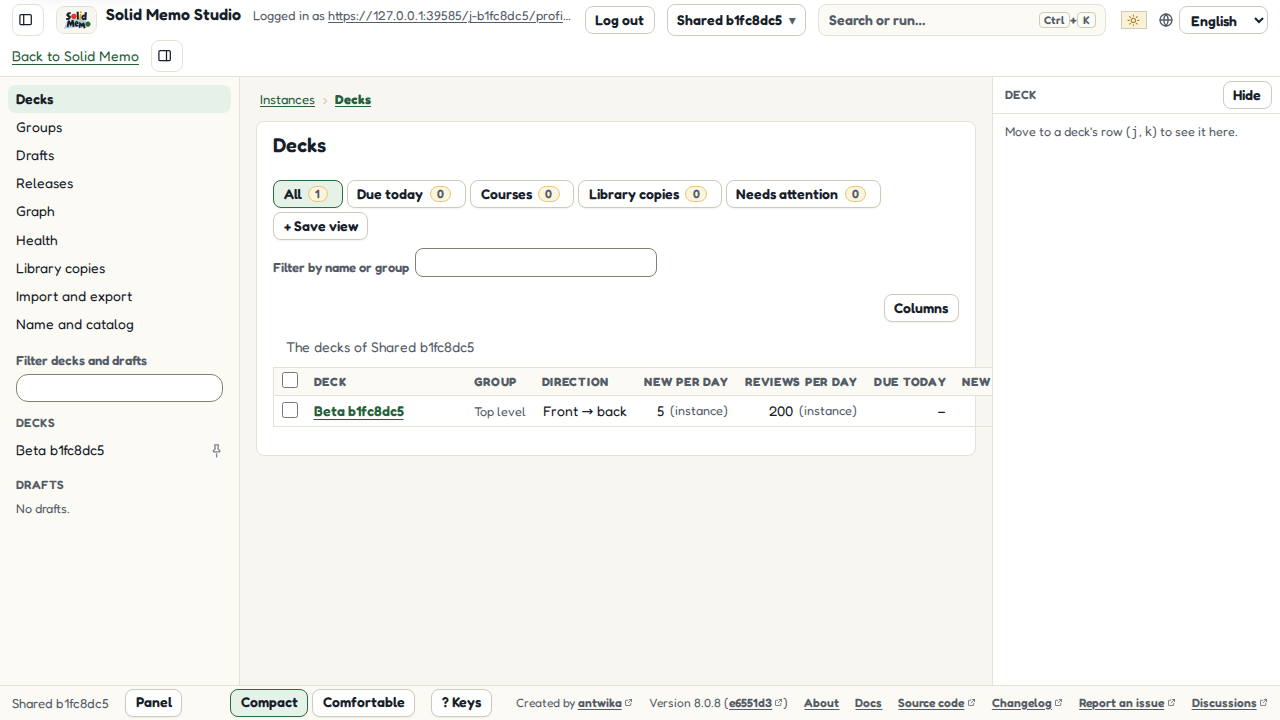 Solid Memo Studio
Logged in as https://127.0.0.1:39585/j-b1fc8dc5/profi...
Log out
Shared b1fc8dc5 ▾
Search or run... Ctrl+K
English
Back to Solid Memo
Decks
Groups
Drafts
Releases
Graph
Health
Library copies
Import and export
Name and catalog
Filter decks and drafts
DECKS
Beta b1fc8dc5
DRAFTS
No drafts.
Instances › Decks
Decks
All 1
Due today 0
Courses 0
Library copies 0
Needs attention 0
+ Save view
Filter by name or group
Columns
The decks of Shared b1fc8dc5
DECK GROUP DIRECTION NEW PER DAY REVIEWS PER DAY DUE TODAY NEW
Beta b1fc8dc5 Top level Front → back 5 (instance) 200 (instance) –
DECK
Hide
Move to a deck's row (j, k) to see it here.
Shared b1fc8dc5
Panel
Compact
Comfortable
? Keys
Created by antwika
Version 8.0.8 (e6551d3)
About
Docs
Source code
Changelog
Report an issue
Discussions